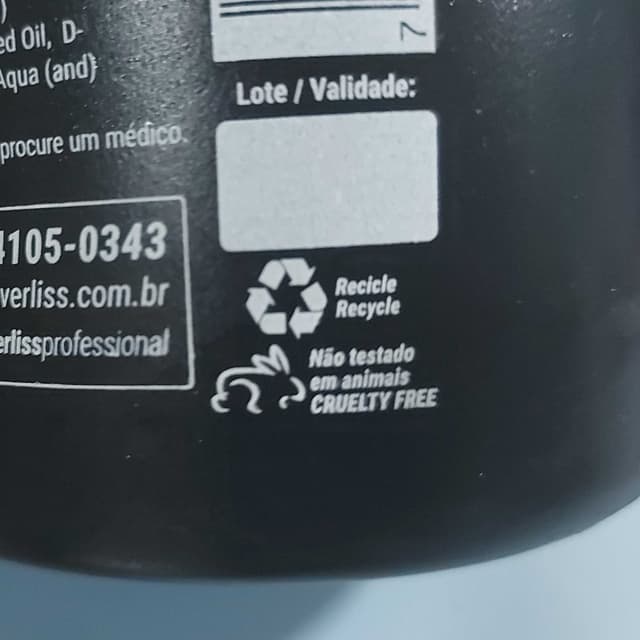 )
ed Oil, D-
Aqua (and)
procure um médico.
4105-0343
verliss.com.br
erlissprofessional
7
Lote / Validade:
Recicle
Recycle
Não testado
em animais
CRUELTY FREE